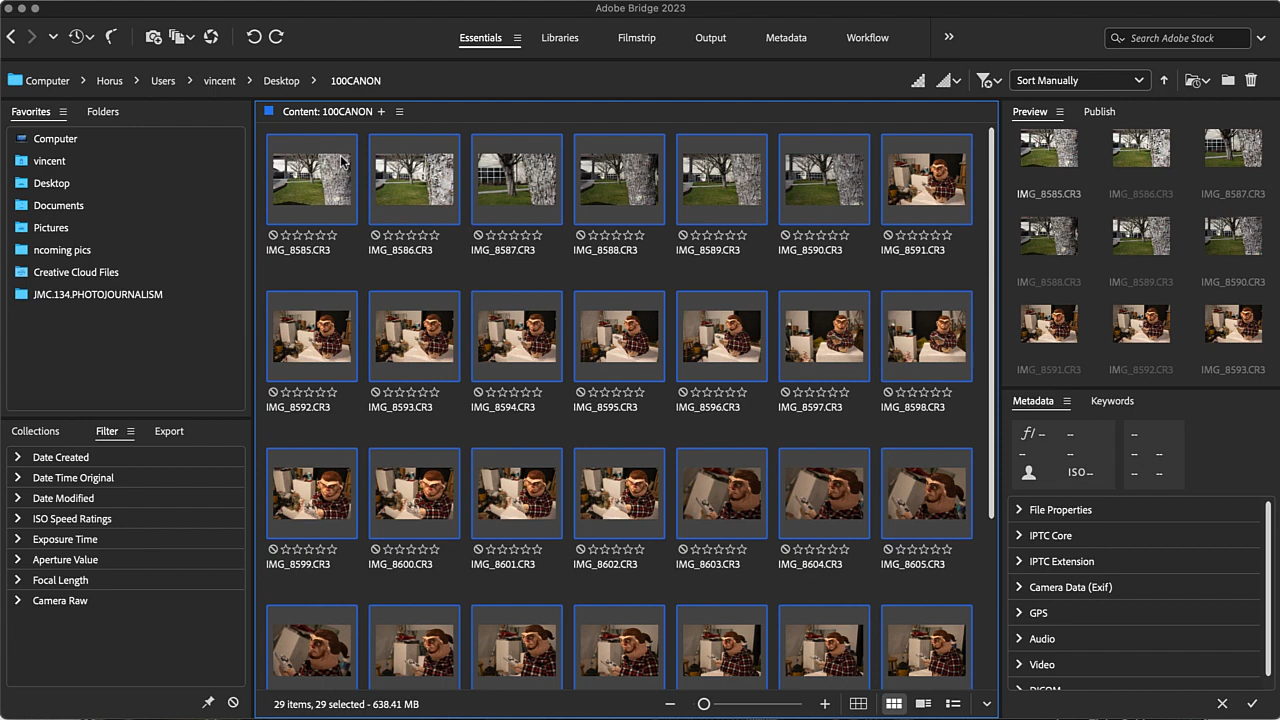 Adobe Bridge 2023
Essentials Libraries Filmstrip Output Metadata Workflow Search Adobe Stock
Computer Horus Users vincent Desktop 100CANON Sort Manually
Favorites Folders
Computer
vincent
Desktop
Documents
Pictures
ncoming pics
Creative Cloud Files
JMC.134.PHOTOJOURNALISM
Collections Filter Export
Date Created
Date Time Original
Date Modified
ISO Speed Ratings
Exposure Time
Aperture Value
Focal Length
Camera Raw
Content: 100CANON
IMG_8585.CR3 IMG_8586.CR3 IMG_8587.CR3 IMG_8588.CR3 IMG_8589.CR3 IMG_8590.CR3 IMG_8591.CR3
IMG_8592.CR3 IMG_8593.CR3 IMG_8594.CR3 IMG_8595.CR3 IMG_8596.CR3 IMG_8597.CR3 IMG_8598.CR3
IMG_8599.CR3 IMG_8600.CR3 IMG_8601.CR3 IMG_8602.CR3 IMG_8603.CR3 IMG_8604.CR3 IMG_8605.CR3
29 items, 29 selected - 638.41 MB
Preview Publish
IMG_8585.CR3 IMG_8586.CR3 IMG_8587.CR3
IMG_8588.CR3 IMG_8589.CR3 IMG_8590.CR3
IMG_8591.CR3 IMG_8592.CR3 IMG_8593.CR3
Metadata Keywords
ƒ/ -- -- --
-- -- -- --
ISO -- -- --
File Properties
IPTC Core
IPTC Extension
Camera Data (Exif)
GPS
Audio
Video
DICOM